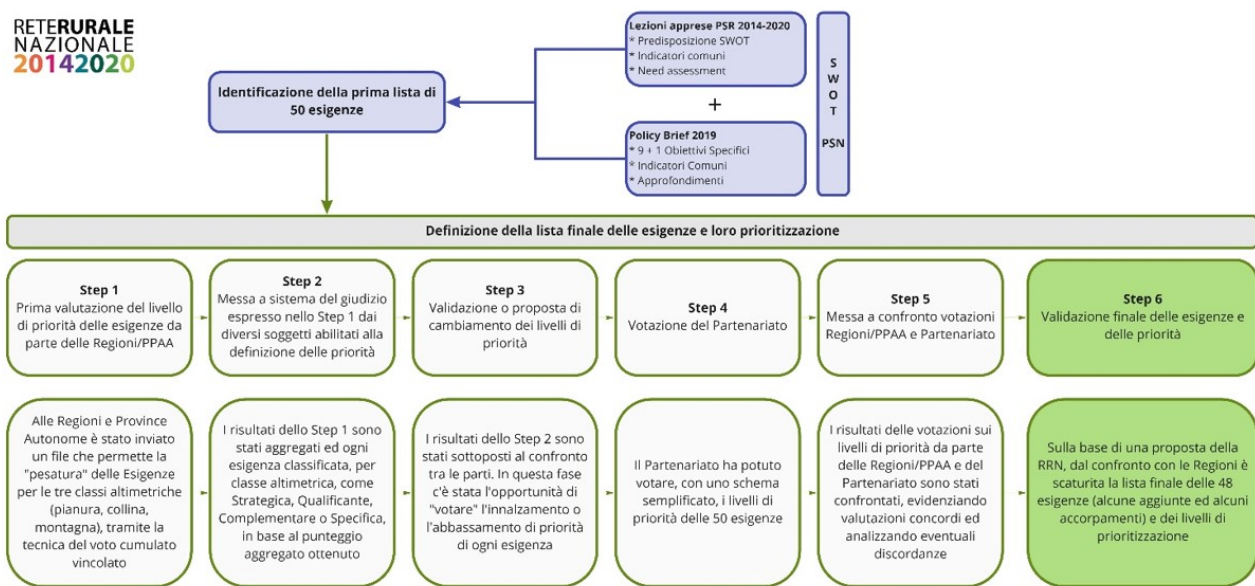 RETERURALE
NAZIONALE
20142020
Lezioni apprese PSR 2014-2020
* Predisposizione SWOT
* Indicatori comuni
* Need assessment
+
Policy Brief 2019
* 9 + 1 Obiettivi Specifici
* Indicatori Comuni
* Approfondimenti
S
W
O
T
PSN
Identificazione della prima lista di
50 esigenze
Definizione della lista finale delle esigenze e loro prioritizzazione
Step 1
Prima valutazione del livello
di priorità delle esigenze da
parte delle Regioni/PPAA
Step 2
Messa a sistema del giudizio
espresso nello Step 1 dai
diversi soggetti abilitati alla
definizione delle priorità
Step 3
Validazione o proposta di
cambiamento dei livelli di
priorità
Step 4
Votazione del Partenariato
Step 5
Messa a confronto votazioni
Regioni/PPAA e Partenariato
Step 6
Validazione finale delle esigenze e
delle priorità
Alle Regioni e Province
Autonome è stato inviato
un file che permette la
"pesatura" delle Esigenze
per le tre classi altimetriche
(pianura, collina,
montagna), tramite la
tecnica del voto cumulato
vincolato
I risultati dello Step 1 sono
stati aggregati ed ogni
esigenza classificata, per
classe altimetrica, come
Strategica, Qualificante,
Complementare o Specifica,
in base al punteggio
aggregato ottenuto
I risultati dello Step 2 sono
stati sottoposti al confronto
tra le parti. In questa fase
c'è stata l'opportunità di
"votare" l'innalzamento o
l'abbassamento di priorità
di ogni esigenza
Il Partenariato ha potuto
votare, con uno schema
semplificato, i livelli di
priorità delle 50 esigenze
I risultati delle votazioni sui
livelli di priorità da parte
delle Regioni/PPAA e del
Partenariato sono stati
confrontati, evidenziando
valutazioni concordi ed
analizzando eventuali
discordanze
Sulla base di una proposta della
RRN, dal confronto con le Regioni è
scaturita la lista finale delle 48
esigenze (alcune aggiunte ed alcuni
accorpamenti) e dei livelli di
prioritizzazione